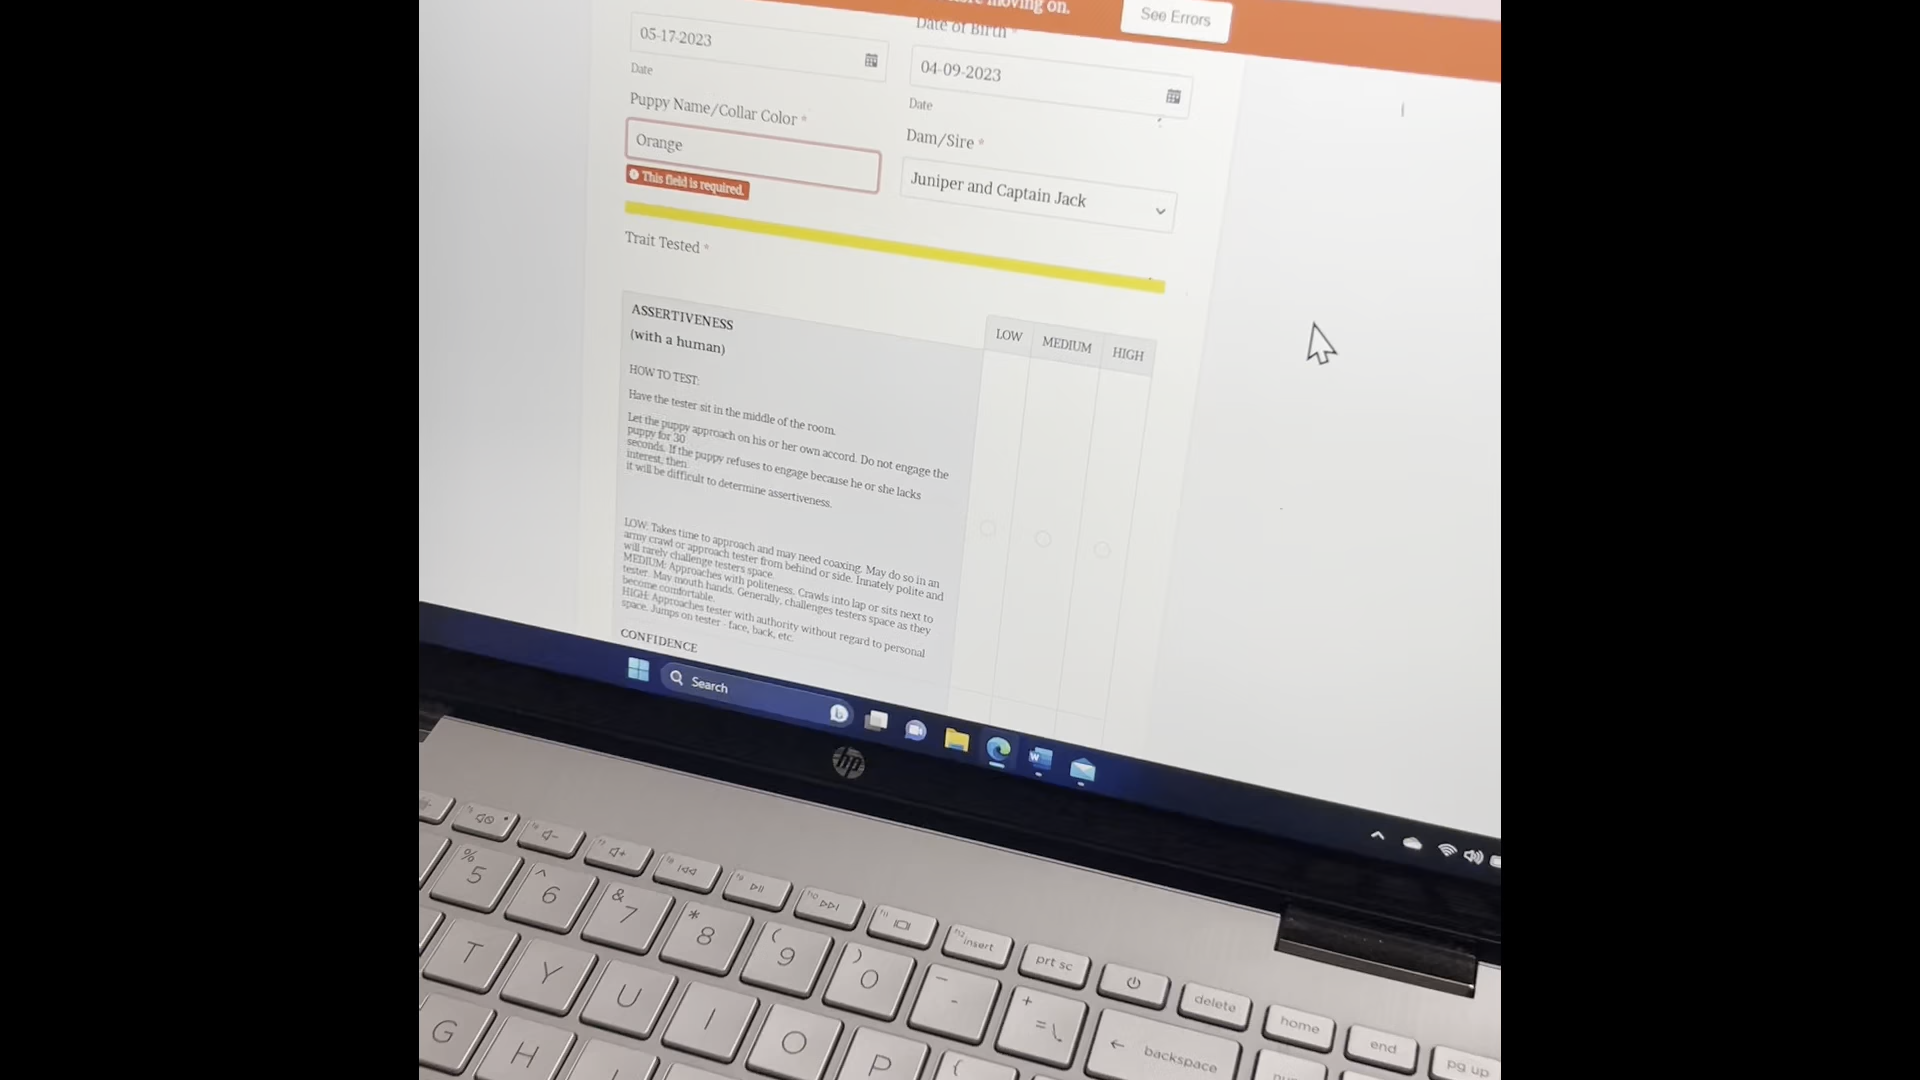 moving on.
See Errors
Date of Birth *
05-17-2023
04-09-2023
Date
Date
Puppy Name/Collar Color *
Dam/Sire *
Orange
Juniper and Captain Jack
This field is required.
Trait Tested *
ASSERTIVENESS
(with a human)
LOW
MEDIUM
HIGH
HOW TO TEST:
Have the tester sit in the middle of the room.
Let the puppy approach on his or her own accord. Do not engage the
puppy for 30
seconds. If the puppy refuses to engage because he or she lacks
interest, then
it will be difficult to determine assertiveness.
LOW: Takes time to approach and may need coaxing. May do so in an
army crawl or approach tester from behind or side. Innately polite and
will rarely challenge testers space.
MEDIUM: Approaches with politeness. Crawls into lap or sits next to
tester. May mouth hands. Generally, challenges testers space as they
become comfortable.
HIGH: Approaches tester with authority without regard to personal
space. Jumps on tester - face, back, etc.
CONFIDENCE
Search
hp
insert
prt sc
delete
home
end
pg up
% 5
^ 6
& 7
* 8
( 9
) 0
_ -
+ =
← backspace
T Y U I O P {
G H